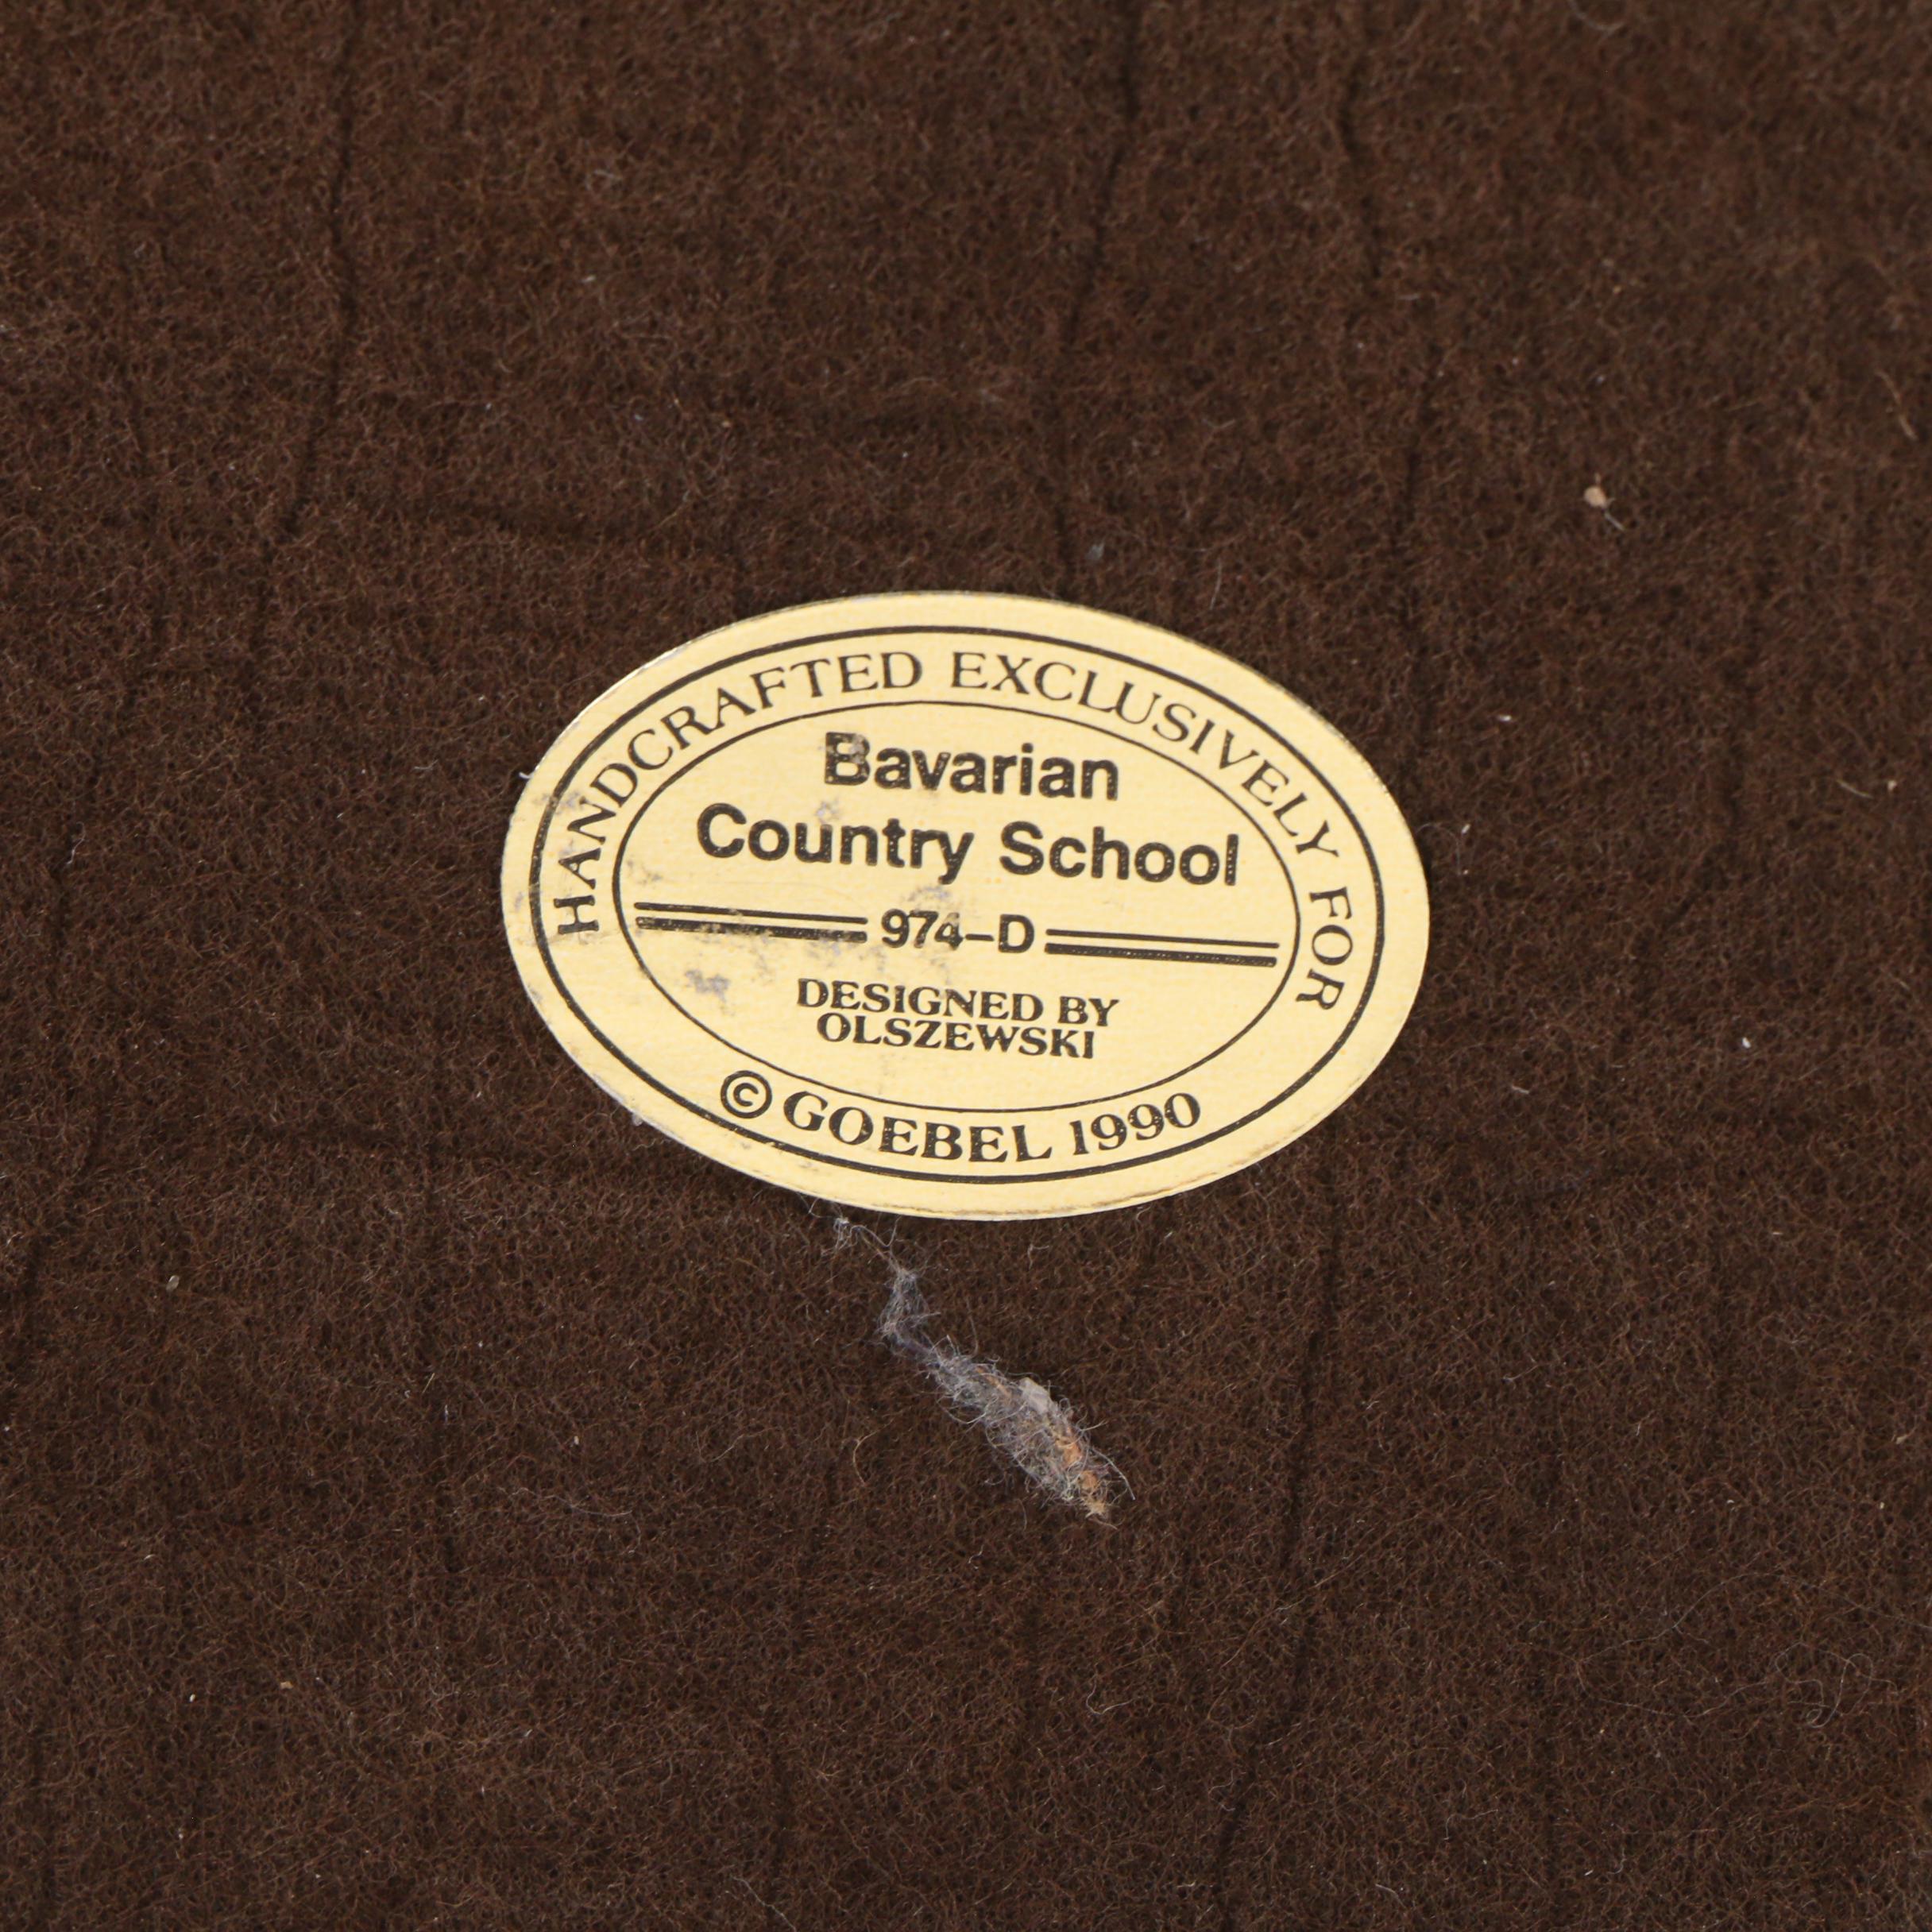 HANDCRAFTED EXCLUSIVELY FOR
Bavarian
Country School
974-D
DESIGNED BY
OLSZEWSKI
© GOEBEL 1990